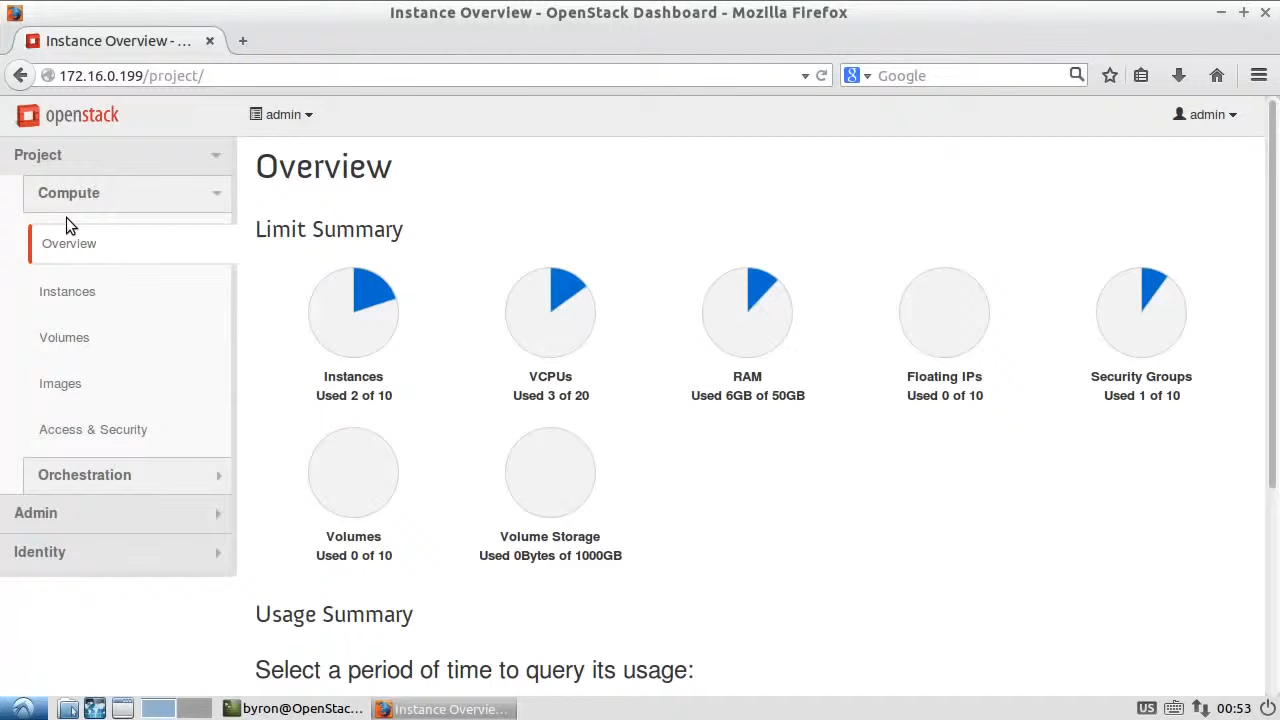 Instance Overview - OpenStack Dashboard - Mozilla Firefox
Instance Overview - ...
172.16.0.199/project/
Google
openstack
admin
admin
Project
Compute
Overview
Instances
Volumes
Images
Access & Security
Orchestration
Admin
Identity
Overview
Limit Summary
Instances
Used 2 of 10
VCPUs
Used 3 of 20
RAM
Used 6GB of 50GB
Floating IPs
Used 0 of 10
Security Groups
Used 1 of 10
Volumes
Used 0 of 10
Volume Storage
Used 0Bytes of 1000GB
Usage Summary
Select a period of time to query its usage:
byron@OpenStac...
Instance Overvie...
US
00:53